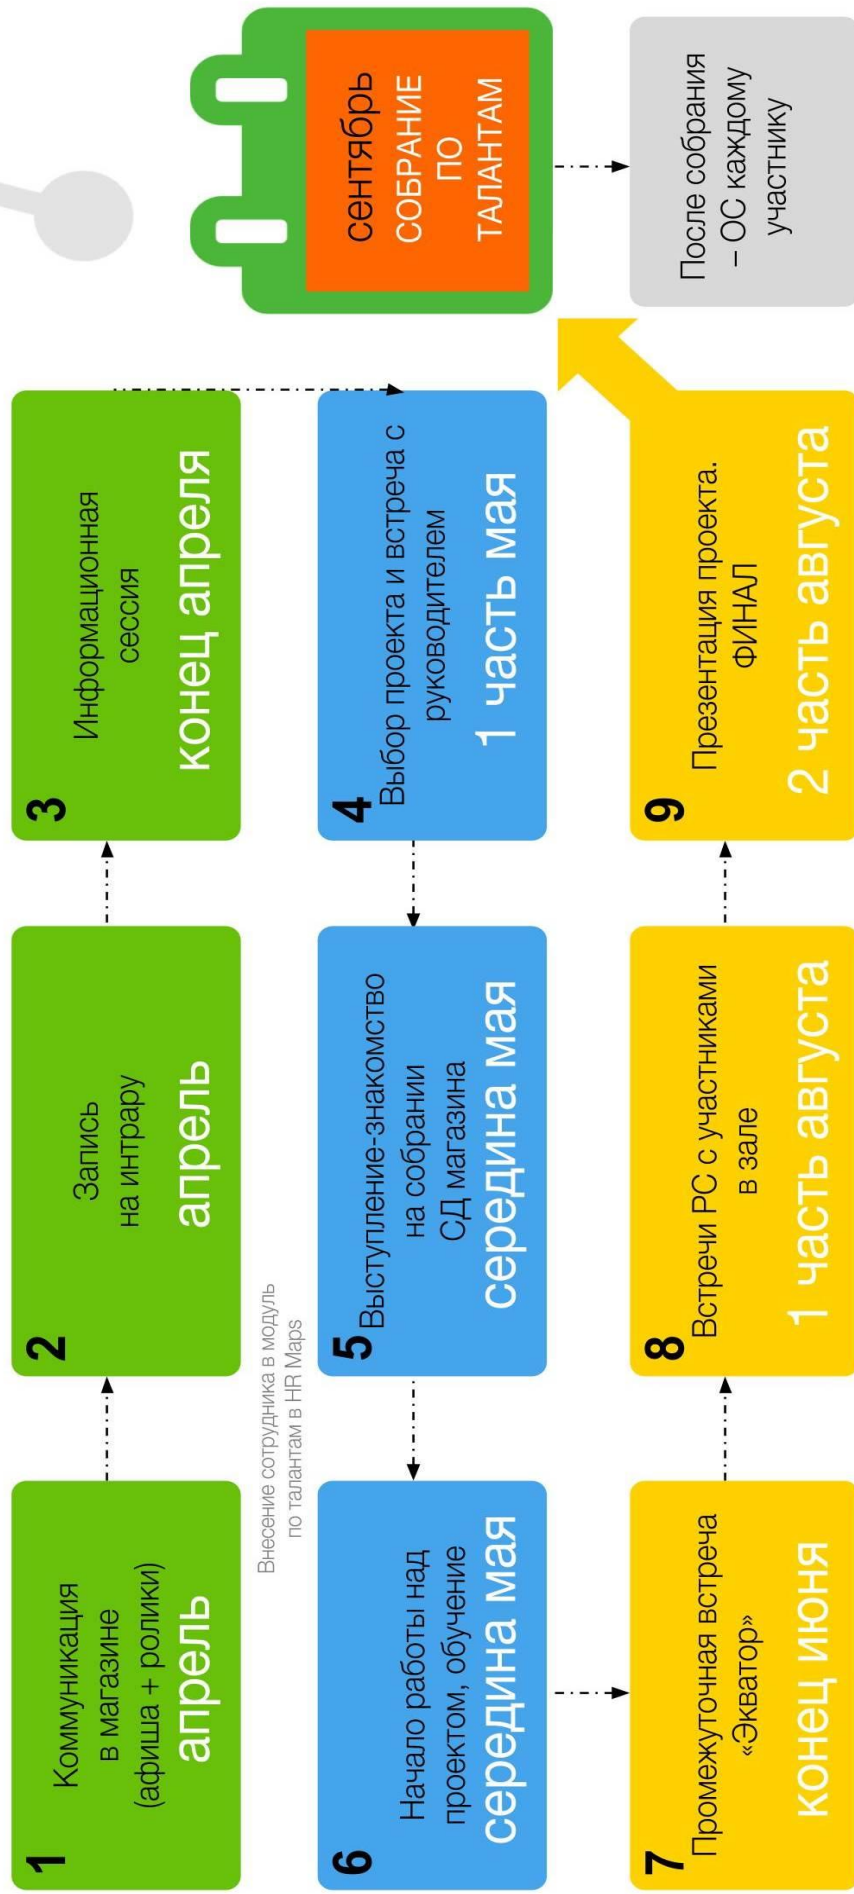 1
Коммуникация
в магазине
(афиша + ролики)
апрель
2
Запись
на интрару
апрель
3
Информационная
сессия
конец апреля
Внесение сотрудника в модуль
по талантам в HR Maps
4
Выбор проекта и встреча с
руководителем
1 часть мая
5
Выступление-знакомство
на собрании
СД магазина
середина мая
6
Начало работы над
проектом, обучение
середина мая
7
Промежуточная встреча
«Экватор»
конец июня
8
Встречи РС с участниками
в зале
1 часть августа
9
Презентация проекта.
ФИНАЛ
2 часть августа
сентябрь
СОБРАНИЕ
ПО
ТАЛАНТАМ
После собрания
– ОС каждому
участнику